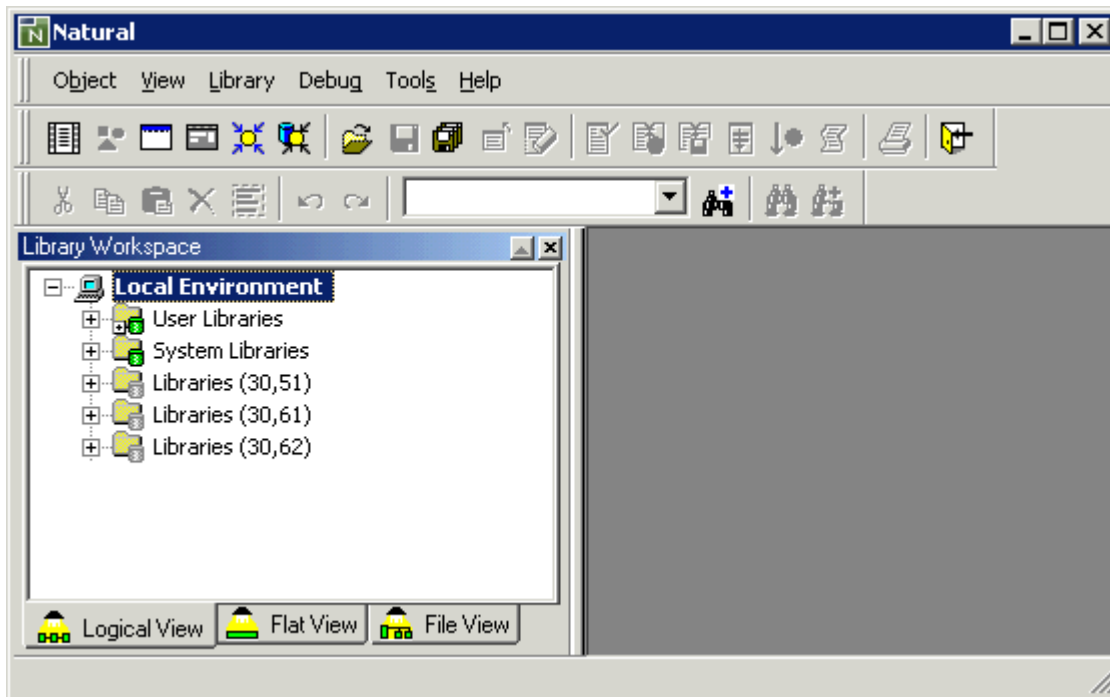 Natural
Object View Library Debug Tools Help
Library Workspace
Local Environment
User Libraries
System Libraries
Libraries (30,51)
Libraries (30,61)
Libraries (30,62)
Logical View Flat View File View